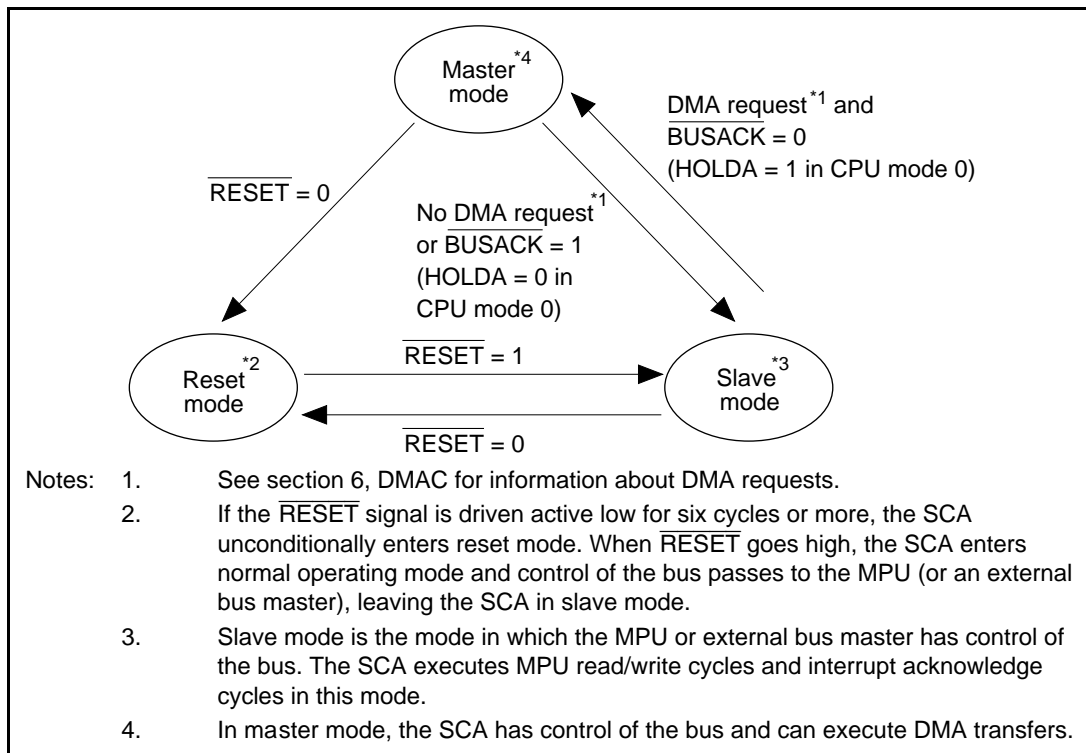 Master*4
mode
DMA request*1 and
BUSACK = 0
(HOLDA = 1 in CPU mode 0)
RESET = 0
No DMA request*1
or BUSACK = 1
(HOLDA = 0 in
CPU mode 0)
RESET = 1
Reset*2
mode
Slave*3
mode
RESET = 0
Notes: 1. See section 6, DMAC for information about DMA requests.
2. If the RESET signal is driven active low for six cycles or more, the SCA
unconditionally enters reset mode. When RESET goes high, the SCA enters
normal operating mode and control of the bus passes to the MPU (or an external
bus master), leaving the SCA in slave mode.
3. Slave mode is the mode in which the MPU or external bus master has control of
the bus. The SCA executes MPU read/write cycles and interrupt acknowledge
cycles in this mode.
4. In master mode, the SCA has control of the bus and can execute DMA transfers.